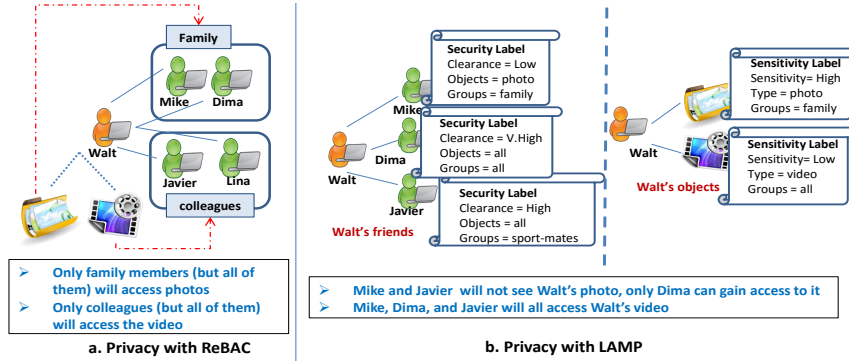 Family
Mike
Dima
Walt
Javier
Lina
colleagues
Only family members (but all of
them) will access photos
Only colleagues (but all of them)
will access the video
a. Privacy with ReBAC
Security Label
Clearance = Low
Objects = photo
Groups = family
Mike
Security Label
Clearance = V.High
Objects = all
Groups = all
Dima
Walt
Security Label
Clearance = High
Objects = all
Groups = sport-mates
Javier
Walt's friends
Sensitivity Label
Sensitivity= High
Type = photo
Groups = family
Walt
Sensitivity Label
Sensitivity= Low
Type = video
Groups = all
Walt's objects
Mike and Javier will not see Walt's photo, only Dima can gain access to it
Mike, Dima, and Javier will all access Walt's video
b. Privacy with LAMP